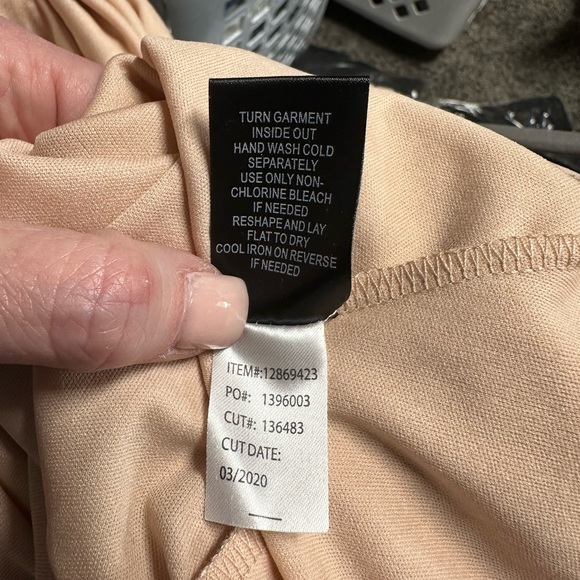 TURN GARMENT
INSIDE OUT
HAND WASH COLD
SEPARATELY
USE ONLY NON-
CHLORINE BLEACH
IF NEEDED
RESHAPE AND LAY
FLAT TO DRY
COOL IRON ON REVERSE
IF NEEDED
ITEM#:12869423
PO#: 1396003
CUT#: 136483
CUT DATE:
03/2020